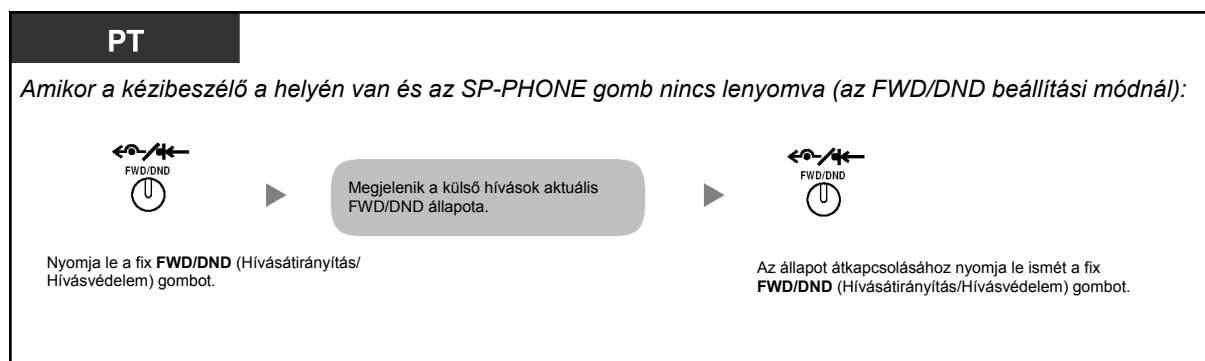 PT
Amikor a kézibeszélő a helyén van és az SP-PHONE gomb nincs lenyomva (az FWD/DND beállítási módnál):
FWD/DND
Nyomja le a fix FWD/DND (Hívásátirányítás/
Hívásvédelem) gombot.
Megjelenik a külső hívások aktuális
FWD/DND állapota.
FWD/DND
Az állapot átkapcsolásához nyomja le ismét a fix
FWD/DND (Hívásátirányítás/Hívásvédelem) gombot.